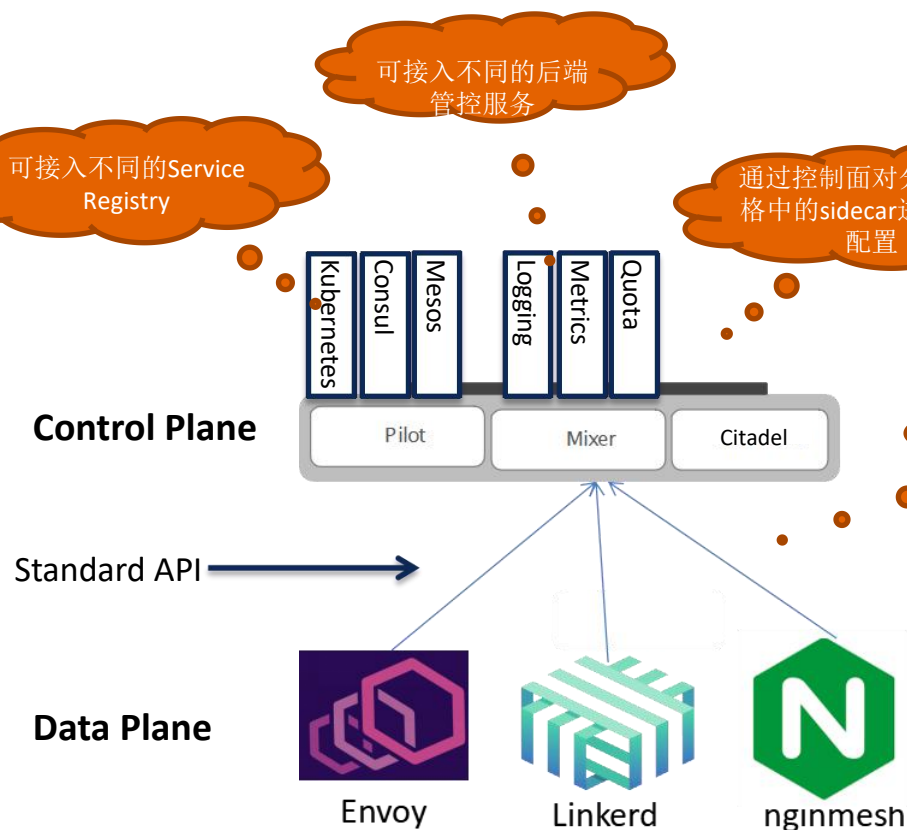 可接入不同的后端
管控服务
可接入不同的Service
Registry
通过控制面对
格中的sidecar
配置
Kubernetes
Consul
Mesos
Logging
Metrics
Quota
Control Plane
Pilot
Mixer
Citadel
Standard API
Data Plane
Envoy
Linkerd
nginmesh